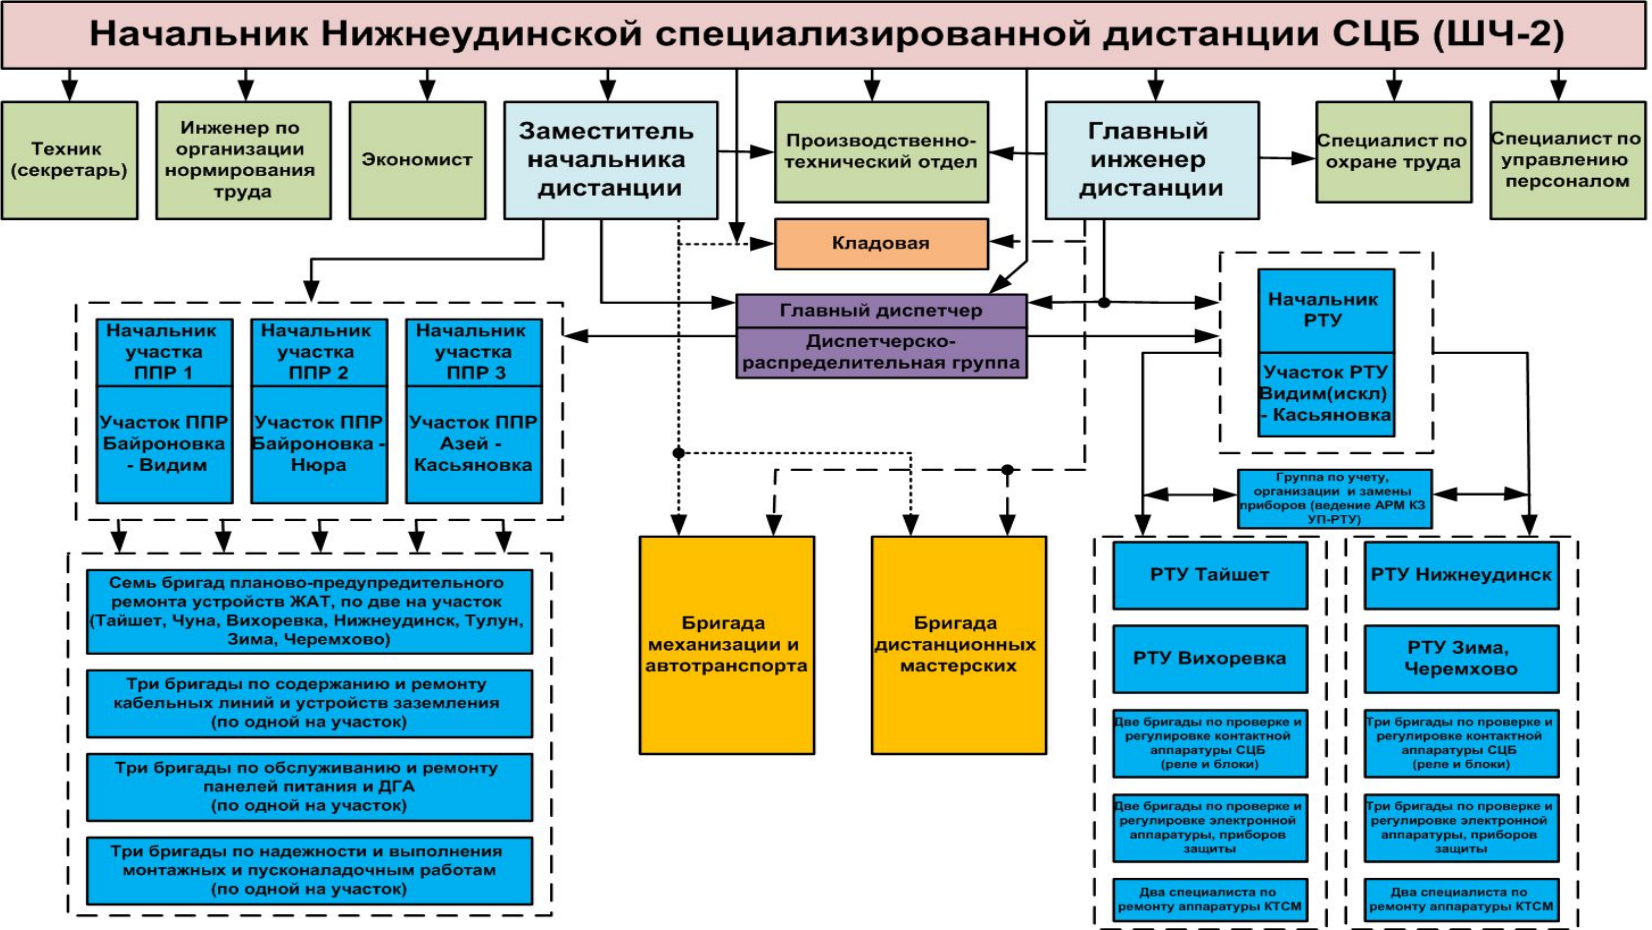 Начальник Нижнеудинской специализированной дистанции СЦБ (ШЧ-2)
Техник
(секретарь)
Инженер по
организации
нормирования
труда
Экономист
Заместитель
начальника
дистанции
Производственно-
технический отдел
Главный
инженер
дистанции
Специалист по
охране труда
Специалист по
управлению
персоналом
Кладовая
Главный диспетчер
Диспетчерско-
распределительная группа
Начальник
РТУ
Участок РТУ
Видим(искл)
- Касьяновка
Начальник
участка
ППР 1
Участок ППР
Байроновка
- Видим
Начальник
участка
ППР 2
Участок ППР
Байроновка -
Нюра
Начальник
участка
ППР 3
Участок ППР
Азей -
Касьяновка
Группа по учету,
организации и замены
приборов (ведение АРМ КЗ
УП-РТУ)
Семь бригад планово-предупредительного
ремонта устройств ЖАТ, по две на участок
(Тайшет, Чуна, Вихоревка, Нижнеудинск, Тулун,
Зима, Черемхово)
Три бригады по содержанию и ремонту
кабельных линий и устройств заземления
(по одной на участок)
Три бригады по обслуживанию и ремонту
панелей питания и ДГА
(по одной на участок)
Три бригады по надежности и выполнения
монтажных и пусконаладочным работам
(по одной на участок)
Бригада
механизации и
автотранспорта
Бригада
дистанционных
мастерских
РТУ Тайшет
РТУ Вихоревка
Две бригады по проверке и
регулировке контактной
аппаратуры СЦБ
(реле и блоки)
Две бригады по проверке и
регулировке электронной
аппаратуры, приборов
защиты
Два специалиста по
ремонту аппаратуры КТСМ
РТУ Нижнеудинск
РТУ Зима,
Черемхово
Три бригады по проверке и
регулировке контактной
аппаратуры СЦБ
(реле и блоки)
Три бригады по проверке и
регулировке электронной
аппаратуры, приборов
защиты
Два специалиста по
ремонту аппаратуры КТСМ